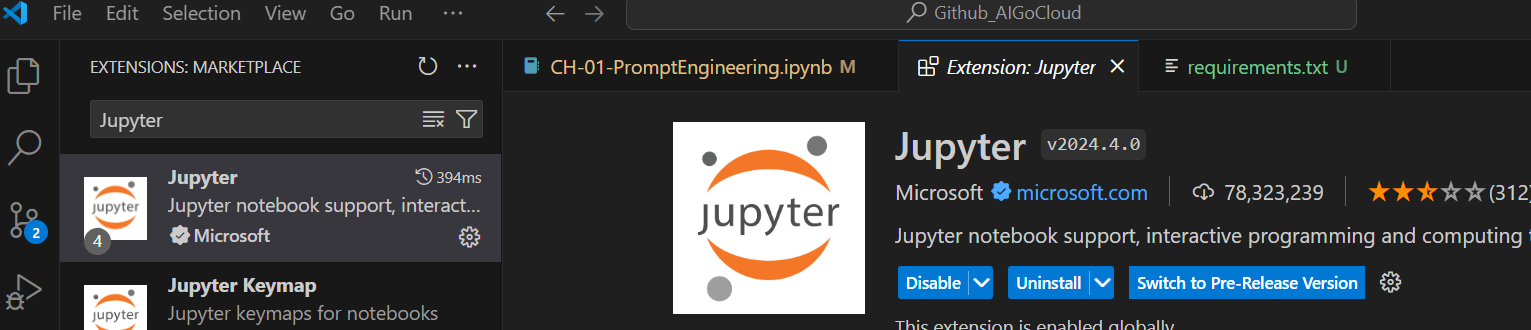 File Edit Selection View Go Run ...
Github_AIGoCloud
EXTENSIONS: MARKETPLACE
CH-01-PromptEngineering.ipynb M
Extension: Jupyter
requirements.txt U
Jupyter
Jupyter 394ms
Jupyter notebook support, interact...
Microsoft
4
2
Jupyter Keymap
Jupyter keymaps for notebooks
jupyter
jupyter
jupyter
Jupyter v2024.4.0
Microsoft microsoft.com 78,323,239 (312)
Jupyter notebook support, interactive programming and computing
Disable Uninstall Switch to Pre-Release Version
This extension is enabled globally